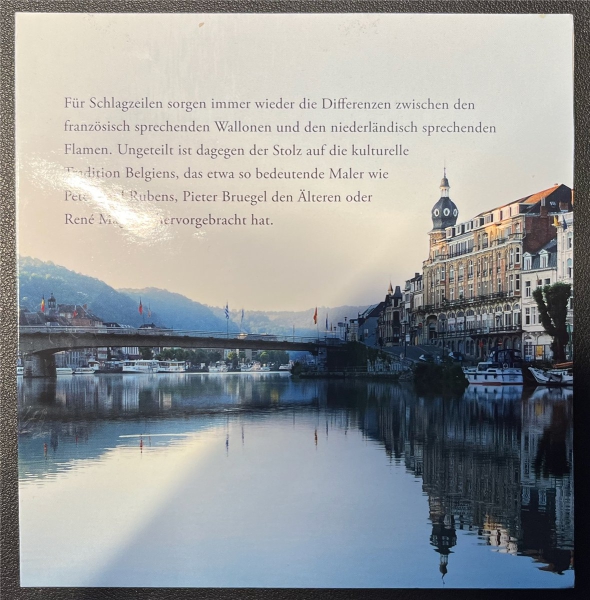 Für Schlagzeilen sorgen immer wieder die Differenzen zwischen den
französisch sprechenden Wallonen und den niederländisch sprechenden
Flamen. Ungeteilt ist dagegen der Stolz auf die kulturelle
Tradition Belgiens, das etwa so bedeutende Maler wie
Rubens, Pieter Bruegel den Älteren oder
René hervorgebracht hat.